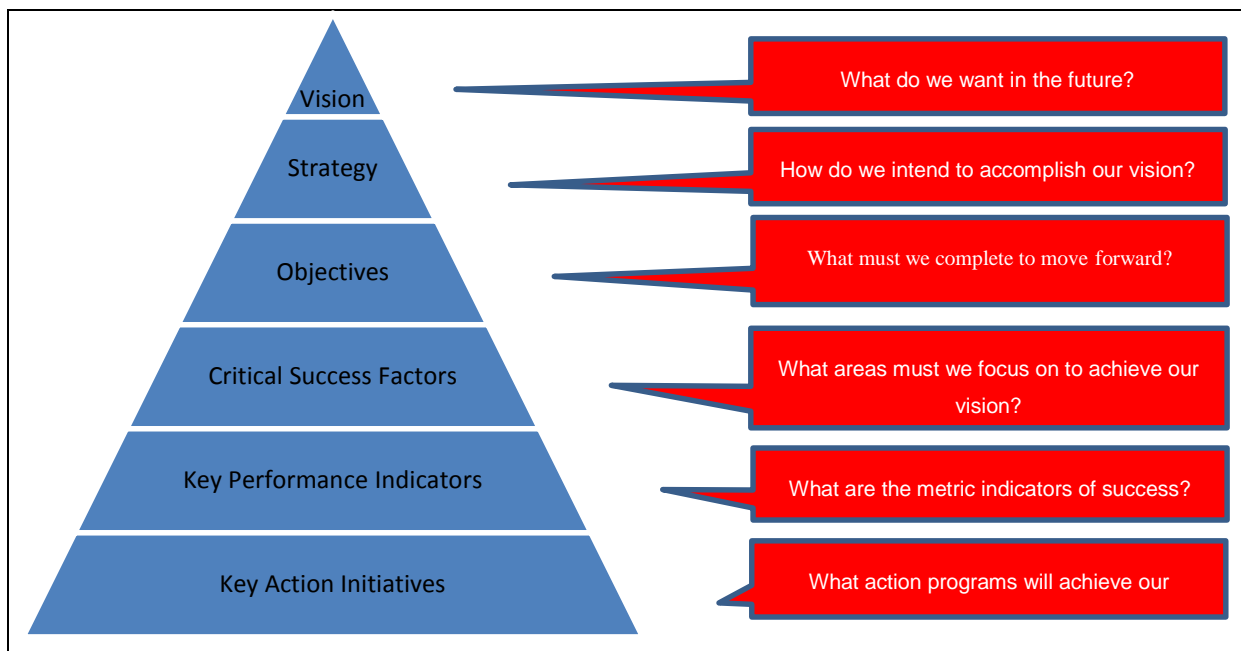 Vision
What do we want in the future?
Strategy
How do we intend to accomplish our vision?
Objectives
What must we complete to move forward?
Critical Success Factors
What areas must we focus on to achieve our
vision?
Key Performance Indicators
What are the metric indicators of success?
Key Action Initiatives
What action programs will achieve our